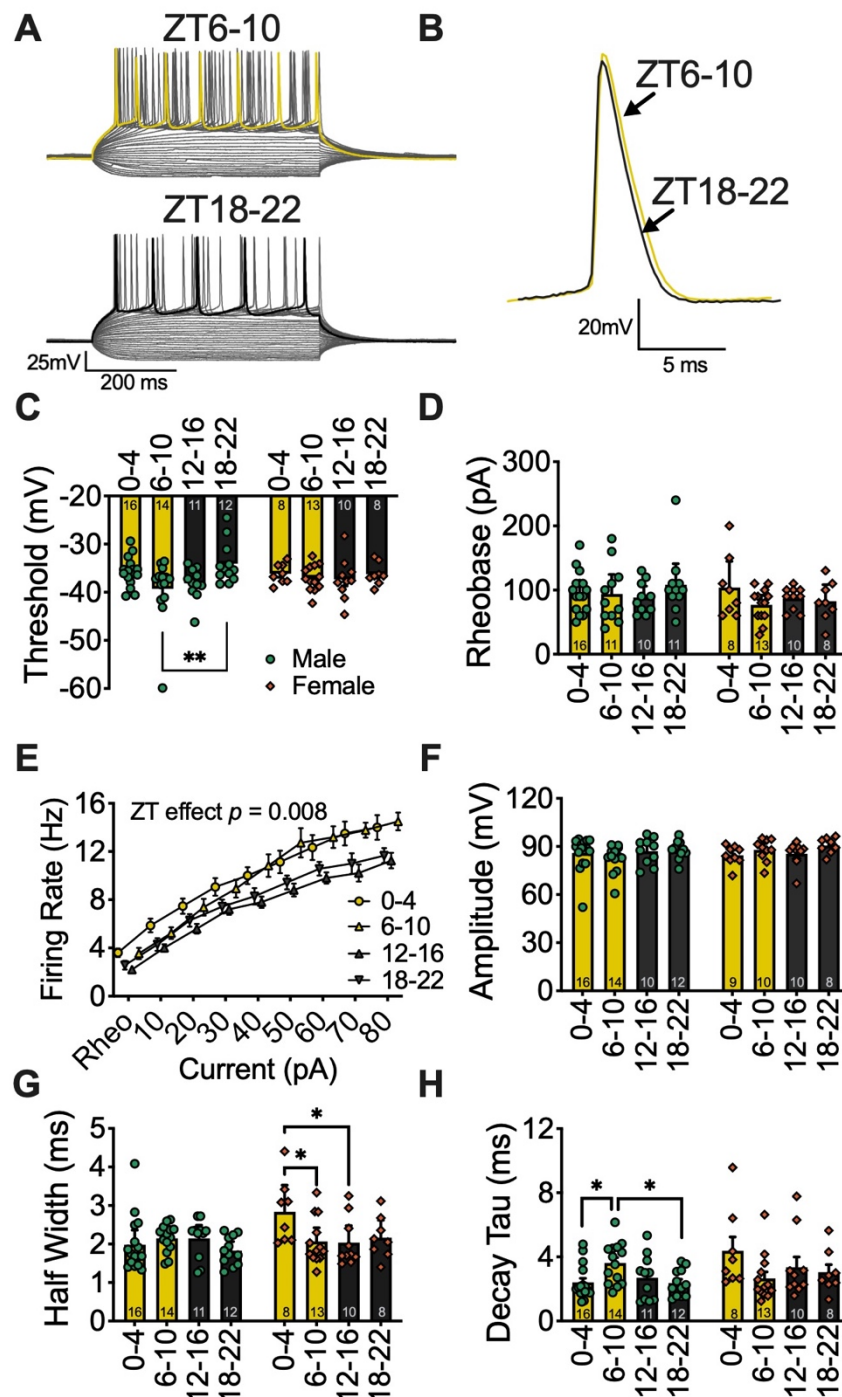 A
ZT6-10
ZT18-22
25mV
200 ms
B
ZT6-10
ZT18-22
20mV
5 ms
C
0-4 6-10 12-16 18-22 0-4 6-10 12-16 18-22
Threshold (mV)
-20
-30
-40
-50
-60
16 14 11 12 8 13 10 8
**
Male
Female
D
Rheobase (pA)
300
200
100
0
16 11 10 11 8 13 10 8
0-4 6-10 12-16 18-22 0-4 6-10 12-16 18-22
E
ZT effect p = 0.008
Firing Rate (Hz)
16
12
8
4
0
0-4
6-10
12-16
18-22
Rheo 10 20 30 40 50 60 70 80
Current (pA)
F
Amplitude (mV)
120
90
60
30
0
16 14 10 12 9 10 10 8
0-4 6-10 12-16 18-22 0-4 6-10 12-16 18-22
G
Half Width (ms)
5
4
3
2
1
0
*
*
16 14 11 12 8 13 10 8
0-4 6-10 12-16 18-22 0-4 6-10 12-16 18-22
H
Decay Tau (ms)
12
8
4
0
* *
16 14 11 12 8 13 10 8
0-4 6-10 12-16 18-22 0-4 6-10 12-16 18-22